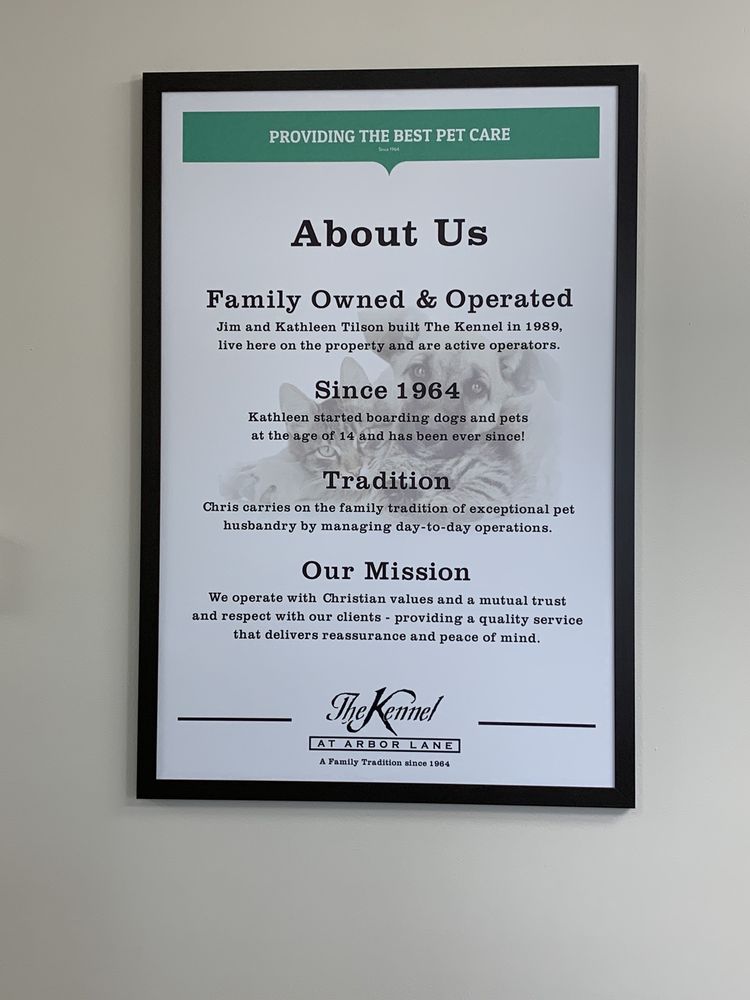 PROVIDING THE BEST PET CARE
Since 1964
About Us
Family Owned & Operated
Jim and Kathleen Tilson built The Kennel in 1989,
live here on the property and are active operators.
Since 1964
Kathleen started boarding dogs and pets
at the age of 14 and has been ever since!
Tradition
Chris carries on the family tradition of exceptional pet
husbandry by managing day-to-day operations.
Our Mission
We operate with Christian values and a mutual trust
and respect with our clients - providing a quality service
that delivers reassurance and peace of mind.
The Kennel
AT ARBOR LANE
A Family Tradition since 1964